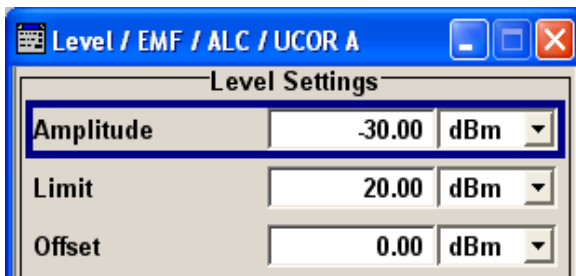 Level / EMF / ALC / UCOR A
Level Settings
Amplitude -30.00 dBm
Limit 20.00 dBm
Offset 0.00 dBm